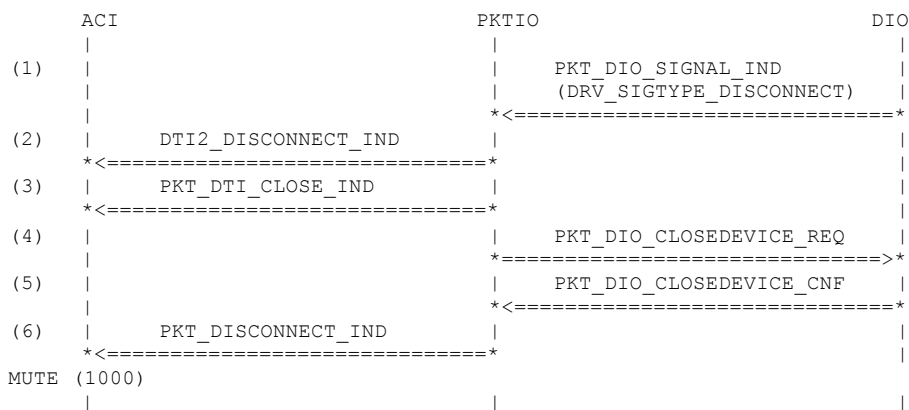 ACI PKTIO DIO
(1) PKT_DIO_SIGNAL_IND
(DRV_SIGTYPE_DISCONNECT)
(2) DTI2_DISCONNECT_IND
(3) PKT_DTI_CLOSE_IND
(4) PKT_DIO_CLOSEDEVICE_REQ
(5) PKT_DIO_CLOSEDEVICE_CNF
(6) PKT_DISCONNECT_IND
MUTE (1000)